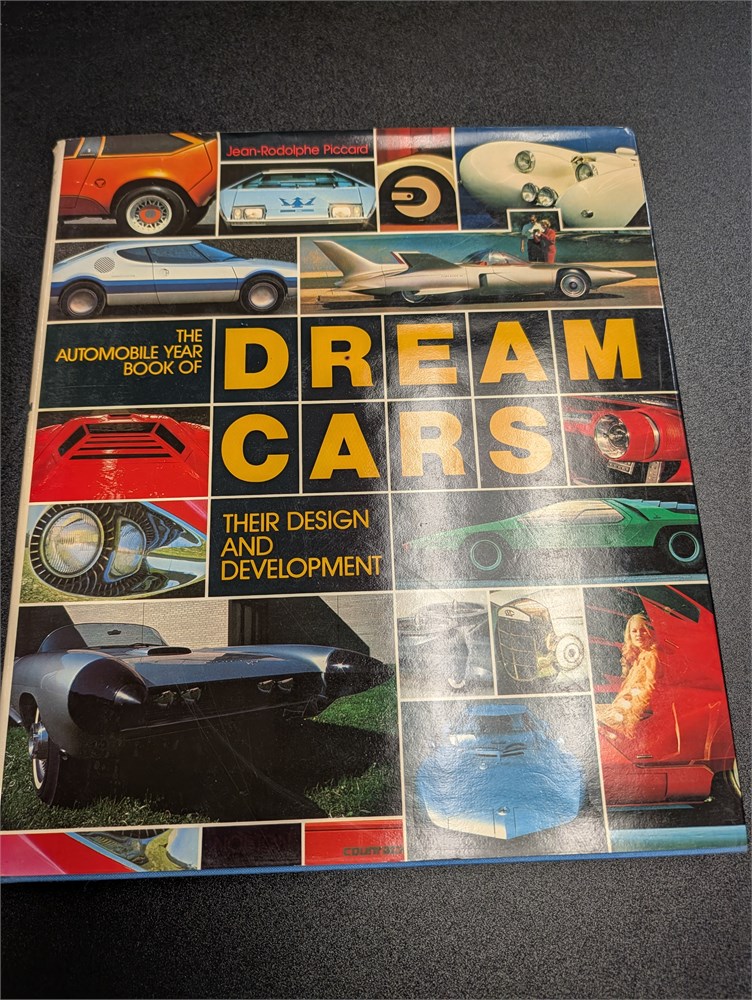 Jean-Rodolphe Piccard
THE
AUTOMOBILE YEAR
BOOK OF
DREAM
CARS
THEIR DESIGN
AND
DEVELOPMENT